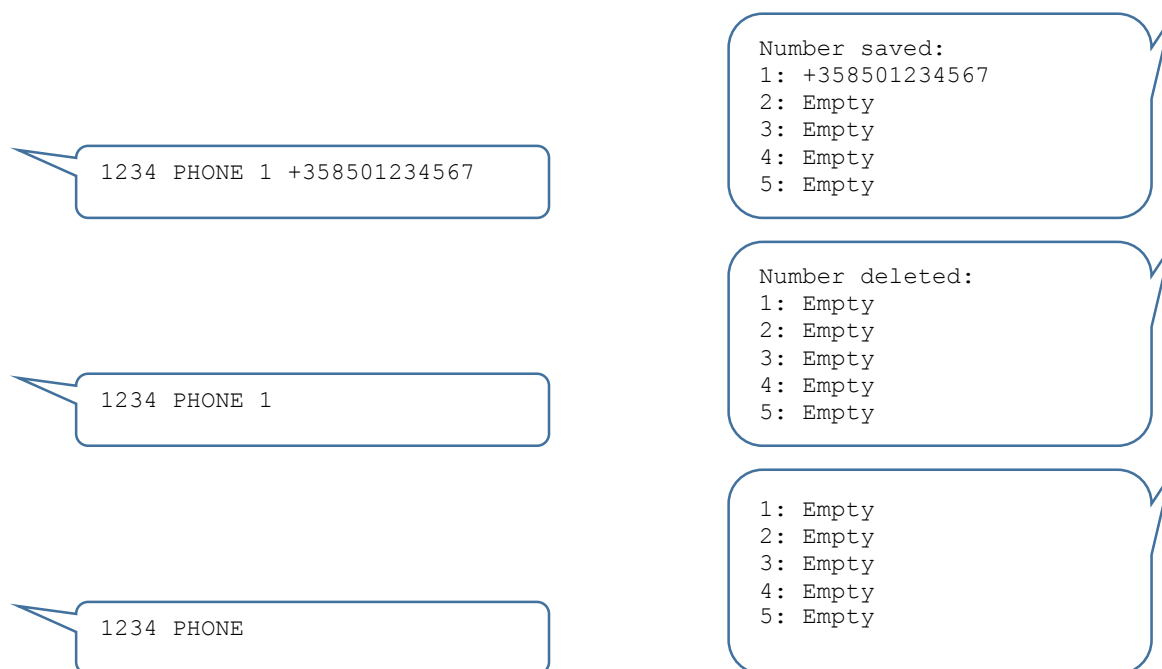 1234 PHONE 1 +358501234567
Number saved:
1: +358501234567
2: Empty
3: Empty
4: Empty
5: Empty
1234 PHONE 1
Number deleted:
1: Empty
2: Empty
3: Empty
4: Empty
5: Empty
1234 PHONE
1: Empty
2: Empty
3: Empty
4: Empty
5: Empty